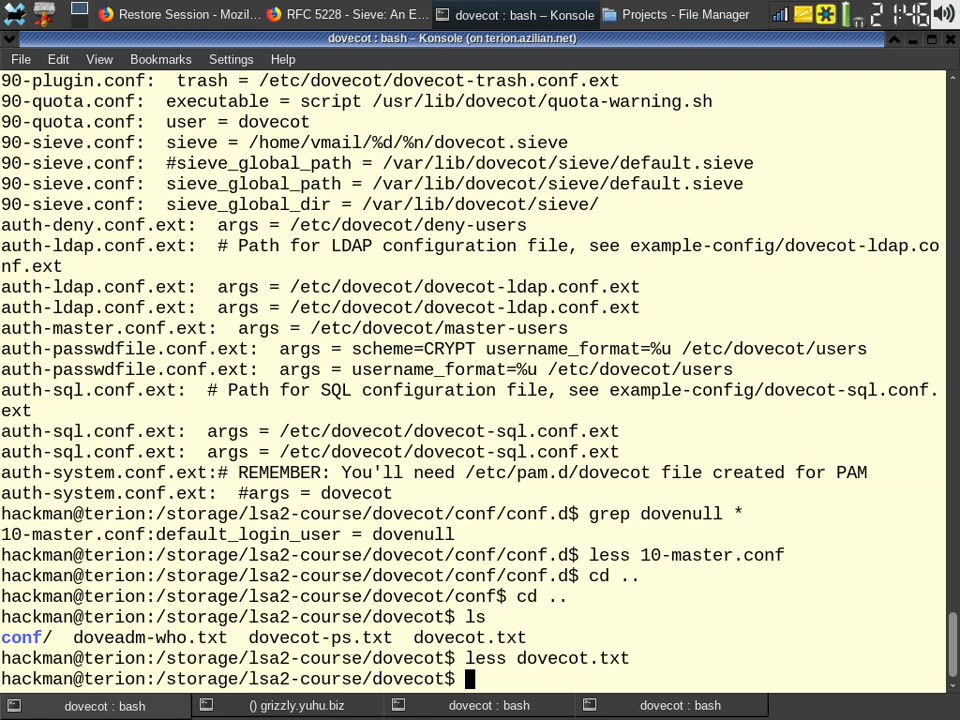 Restore Session - Mozil...
RFC 5228 - Sieve: An E...
dovecot : bash – Konsole
Projects - File Manager
21:46
dovecot : bash – Konsole (on terion.azilian.net)
File Edit View Bookmarks Settings Help
90-plugin.conf:  trash = /etc/dovecot/dovecot-trash.conf.ext
90-quota.conf:  executable = script /usr/lib/dovecot/quota-warning.sh
90-quota.conf:  user = dovecot
90-sieve.conf:  sieve = /home/vmail/%d/%n/dovecot.sieve
90-sieve.conf:  #sieve_global_path = /var/lib/dovecot/sieve/default.sieve
90-sieve.conf:  sieve_global_path = /var/lib/dovecot/sieve/default.sieve
90-sieve.conf:  sieve_global_dir = /var/lib/dovecot/sieve/
auth-deny.conf.ext:  args = /etc/dovecot/deny-users
auth-ldap.conf.ext:  # Path for LDAP configuration file, see example-config/dovecot-ldap.co
nf.ext
auth-ldap.conf.ext:  args = /etc/dovecot/dovecot-ldap.conf.ext
auth-ldap.conf.ext:  args = /etc/dovecot/dovecot-ldap.conf.ext
auth-master.conf.ext:  args = /etc/dovecot/master-users
auth-passwdfile.conf.ext:  args = scheme=CRYPT username_format=%u /etc/dovecot/users
auth-passwdfile.conf.ext:  args = username_format=%u /etc/dovecot/users
auth-sql.conf.ext:  # Path for SQL configuration file, see example-config/dovecot-sql.conf.
ext
auth-sql.conf.ext:  args = /etc/dovecot/dovecot-sql.conf.ext
auth-sql.conf.ext:  args = /etc/dovecot/dovecot-sql.conf.ext
auth-system.conf.ext:# REMEMBER: You'll need /etc/pam.d/dovecot file created for PAM
auth-system.conf.ext:  #args = dovecot
hackman@terion:/storage/lsa2-course/dovecot/conf/conf.d$ grep dovenull *
10-master.conf:default_login_user = dovenull
hackman@terion:/storage/lsa2-course/dovecot/conf/conf.d$ less 10-master.conf
hackman@terion:/storage/lsa2-course/dovecot/conf/conf.d$ cd ..
hackman@terion:/storage/lsa2-course/dovecot/conf$ cd ..
hackman@terion:/storage/lsa2-course/dovecot$ ls
conf/  doveadm-who.txt  dovecot-ps.txt  dovecot.txt
hackman@terion:/storage/lsa2-course/dovecot$ less dovecot.txt
hackman@terion:/storage/lsa2-course/dovecot$
dovecot : bash
() grizzly.yuhu.biz
dovecot : bash
dovecot : bash